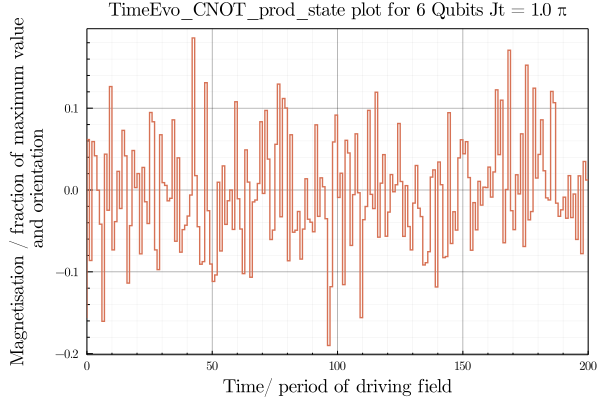 TimeEvo_CNOT_prod_state plot for 6 Qubits Jt = 1.0 π
Magnetisation / fraction of maximum value
and orientation
0.1
0.0
−0.1
−0.2
0
50
100
150
200
Time/ period of driving field